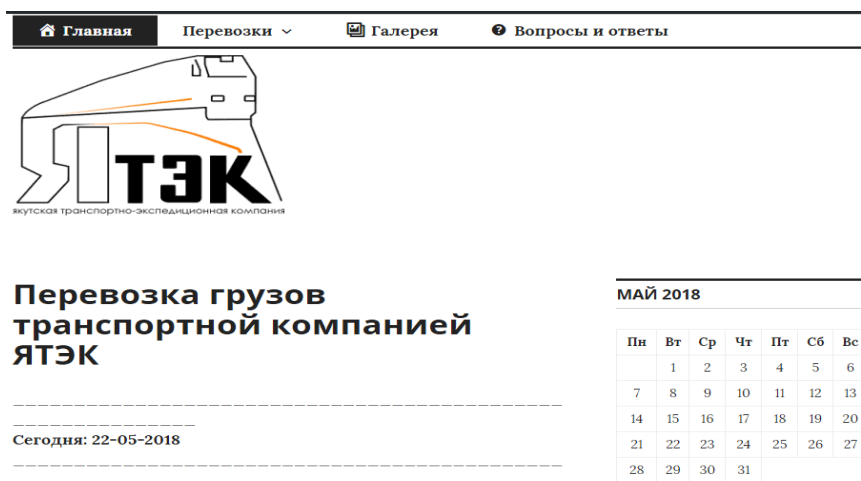 Главная Перевозки Галерея Вопросы и ответы
ЯТЭК
якутская транспортно-экспедиционная компания
Перевозка грузов
транспортной компанией
ЯТЭК
_____________________________________________
_______________
Сегодня: 22-05-2018
_____________________________________________
МАЙ 2018
Пн Вт Ср Чт Пт Сб Вс
1 2 3 4 5 6
7 8 9 10 11 12 13
14 15 16 17 18 19 20
21 22 23 24 25 26 27
28 29 30 31